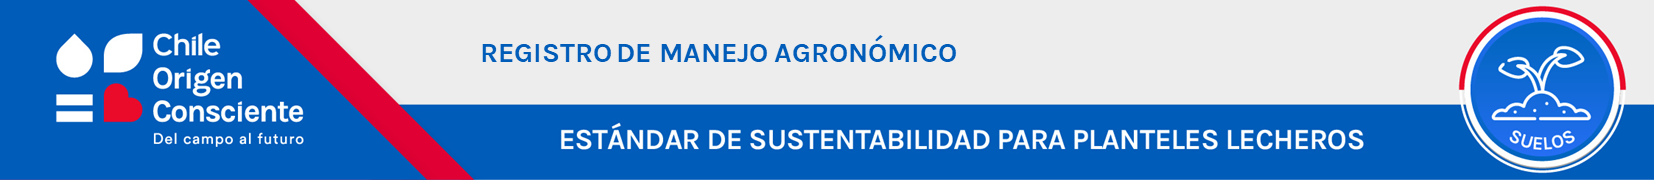 Chile
Origen
Consciente
Del campo al futuro
REGISTRO DE MANEJO AGRONÓMICO
ESTÁNDAR DE SUSTENTABILIDAD PARA PLANTELES LECHEROS
SUELOS